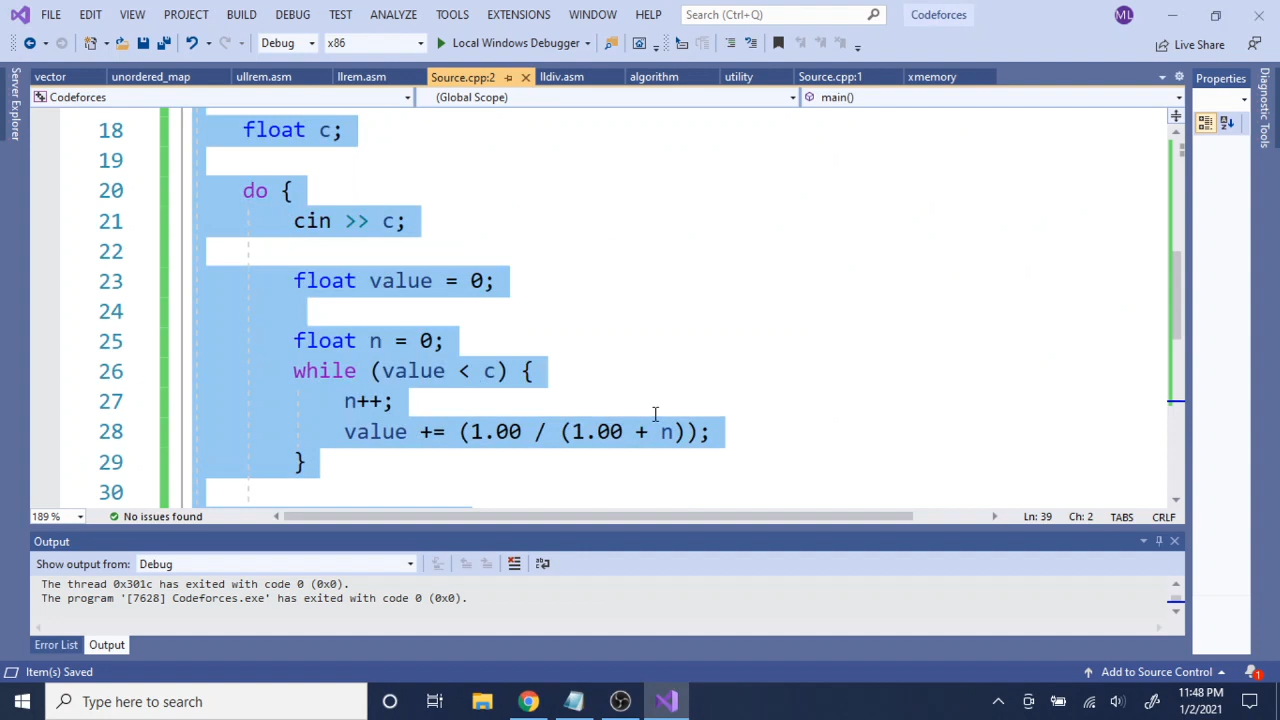 FILE EDIT VIEW PROJECT BUILD DEBUG TEST ANALYZE TOOLS EXTENSIONS WINDOW HELP Search (Ctrl+Q) Codeforces ML
Debug x86 Local Windows Debugger Live Share
vector unordered_map ullrem.asm llrem.asm Source.cpp:2 lldiv.asm algorithm utility Source.cpp:1 xmemory Properties
Codeforces (Global Scope) main()
Server Explorer
Diagnostic Tools
18 float c;
19
20 do {
21 cin >> c;
22
23 float value = 0;
24
25 float n = 0;
26 while (value < c) {
27 n++;
28 value += (1.00 / (1.00 + n));
29 }
30
189 % No issues found Ln: 39 Ch: 2 TABS CRLF
Output
Show output from: Debug
The thread 0x301c has exited with code 0 (0x0).
The program '[7628] Codeforces.exe' has exited with code 0 (0x0).
Error List Output
Item(s) Saved Add to Source Control 1
Type here to search 11:48 PM
1/2/2021